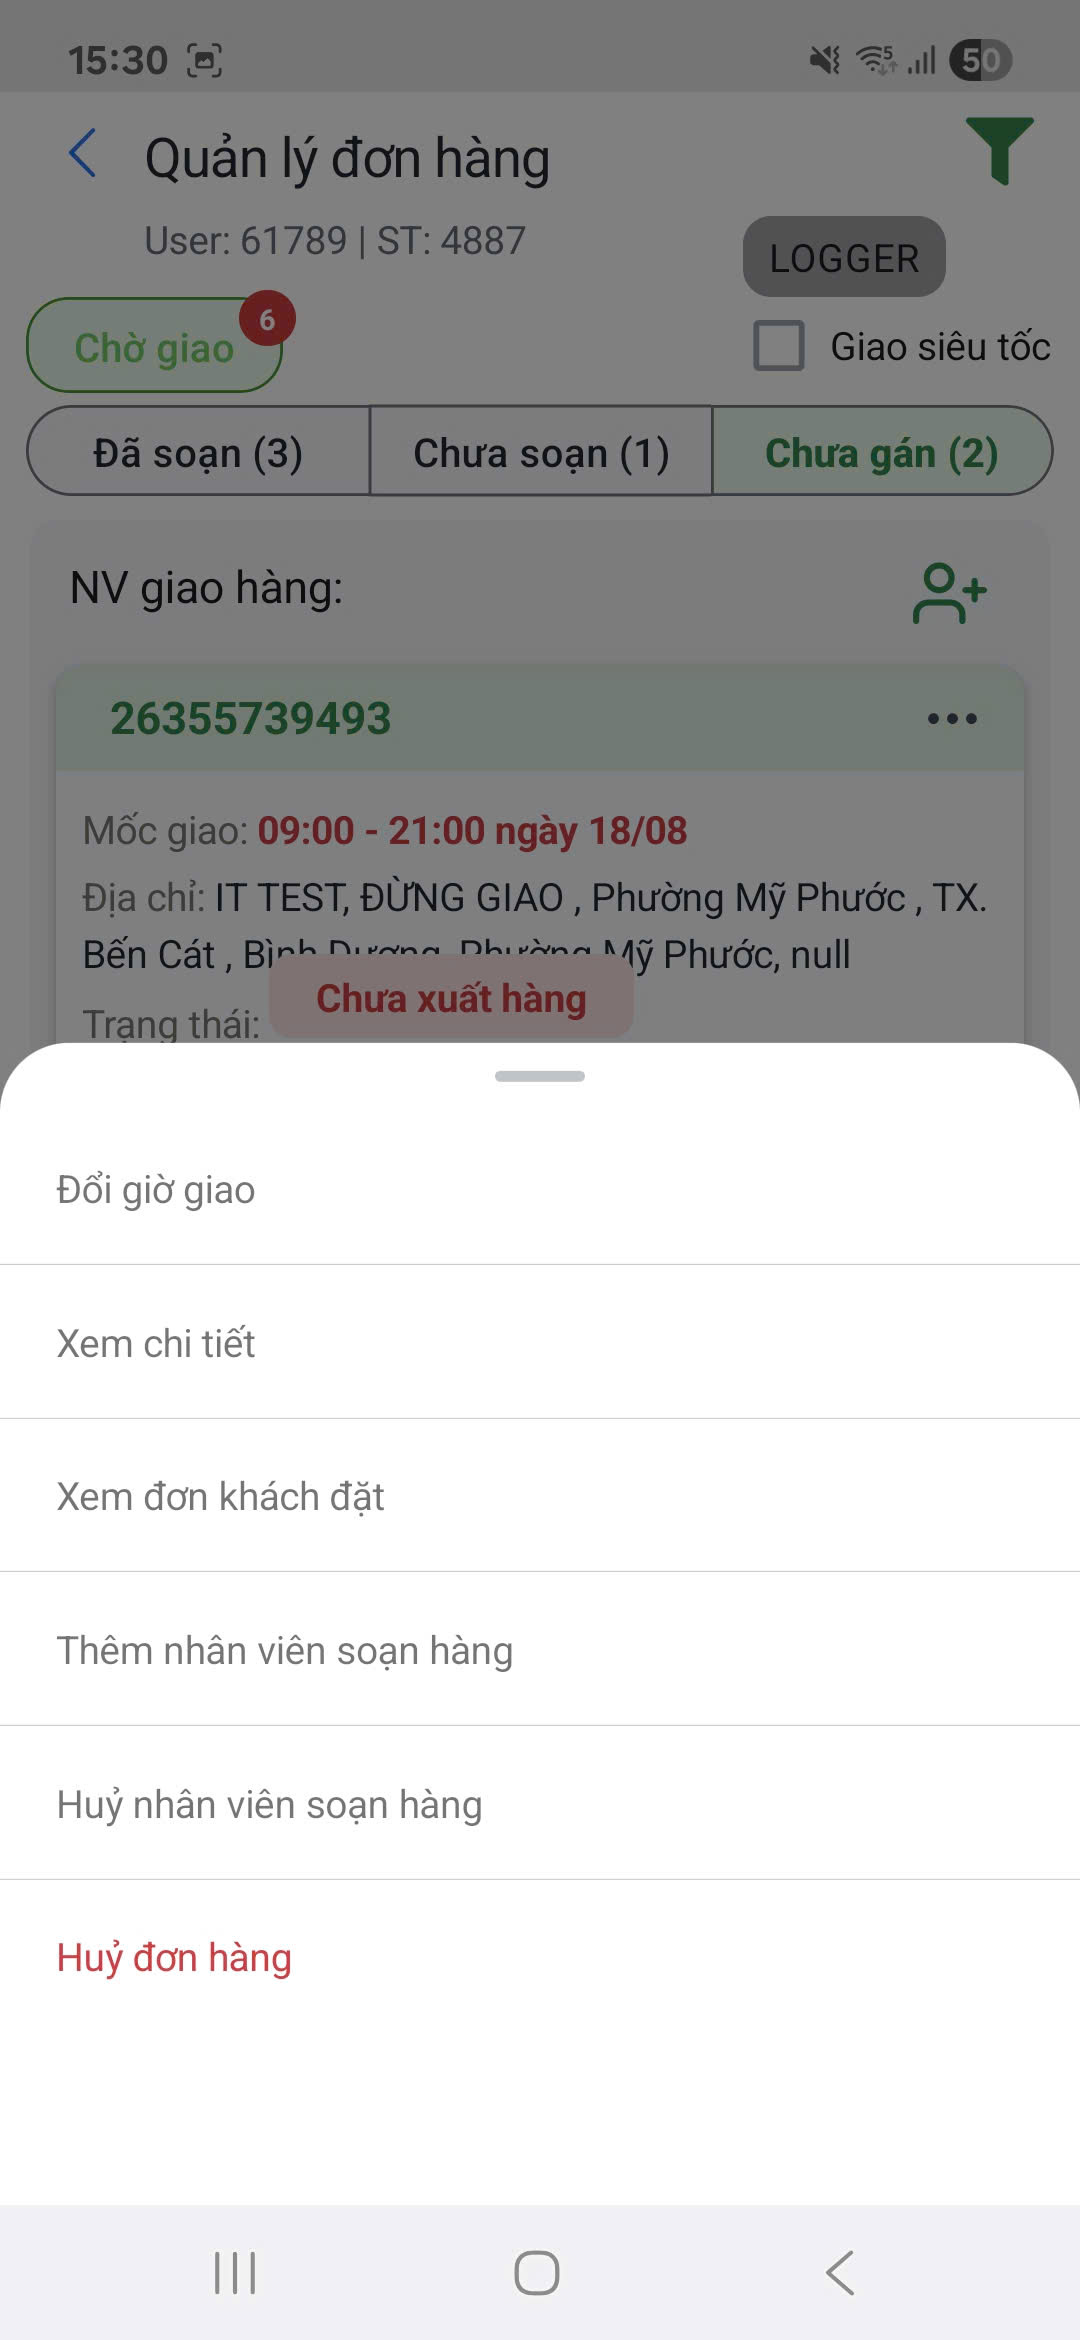 15:30
5
50
Quản lý đơn hàng
User: 61789 | ST: 4887
LOGGER
Chờ giao
6
Giao siêu tốc
Đã soạn (3)
Chưa soạn (1)
Chưa gán (2)
NV giao hàng:
26355739493
Mốc giao: 09:00 - 21:00 ngày 18/08
Địa chỉ: IT TEST, ĐỪNG GIAO , Phường Mỹ Phước , TX.
Bến Cát , Bình Dương, Phường Mỹ Phước, null
Trạng thái: Chưa xuất hàng
Đổi giờ giao
Xem chi tiết
Xem đơn khách đặt
Thêm nhân viên soạn hàng
Huỷ nhân viên soạn hàng
Huỷ đơn hàng